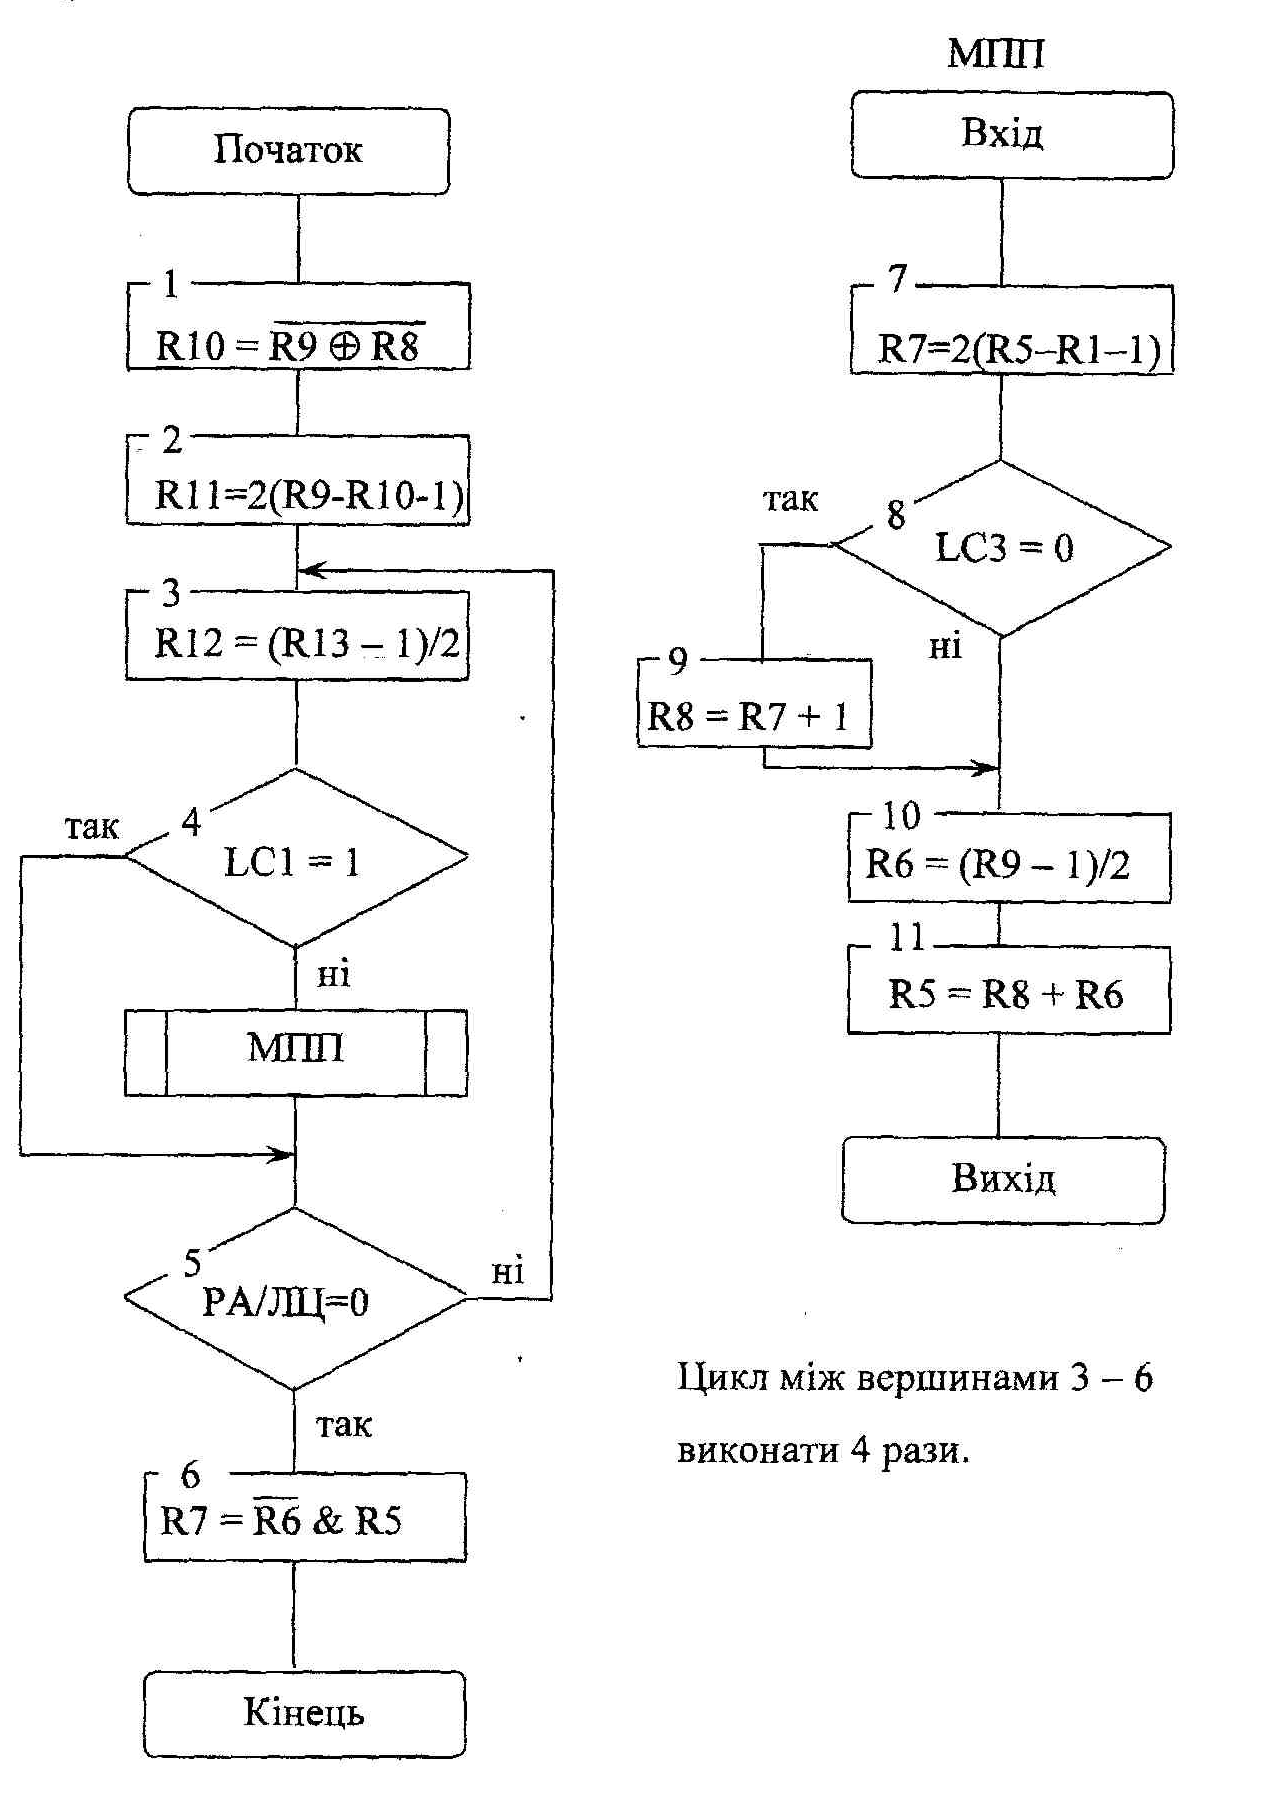 Початок
1
R10 = \overline{R9 ⊕ R8}
2
R11=2(R9-R10-1)
3
R12 = (R13 – 1)/2
так
4
LC1 = 1
ні
МПП
5
РА/ЛЦ=0
ні
так
6
R7 = \overline{R6} & R5
Кінець
МПП
Вхід
7
R7=2(R5–R1–1)
так
8
LC3 = 0
ні
9
R8 = R7 + 1
10
R6 = (R9 – 1)/2
11
R5 = R8 + R6
Вихід
Цикл між вершинами 3 – 6
виконати 4 рази.